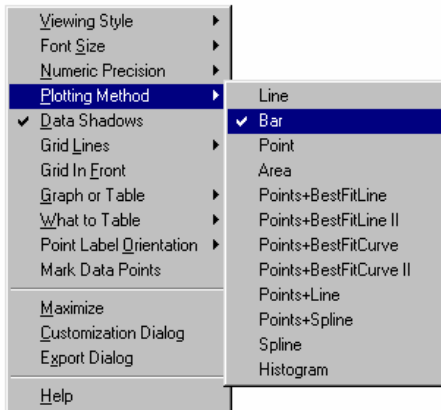 Viewing Style
Font Size
Numeric Precision
Plotting Method
Data Shadows
Grid Lines
Grid In Front
Graph or Table
What to Table
Point Label Orientation
Mark Data Points
Maximize
Customization Dialog
Export Dialog
Help
Line
Bar
Point
Area
Points+BestFitLine
Points+BestFitLine II
Points+BestFitCurve
Points+BestFitCurve II
Points+Line
Points+Spline
Spline
Histogram